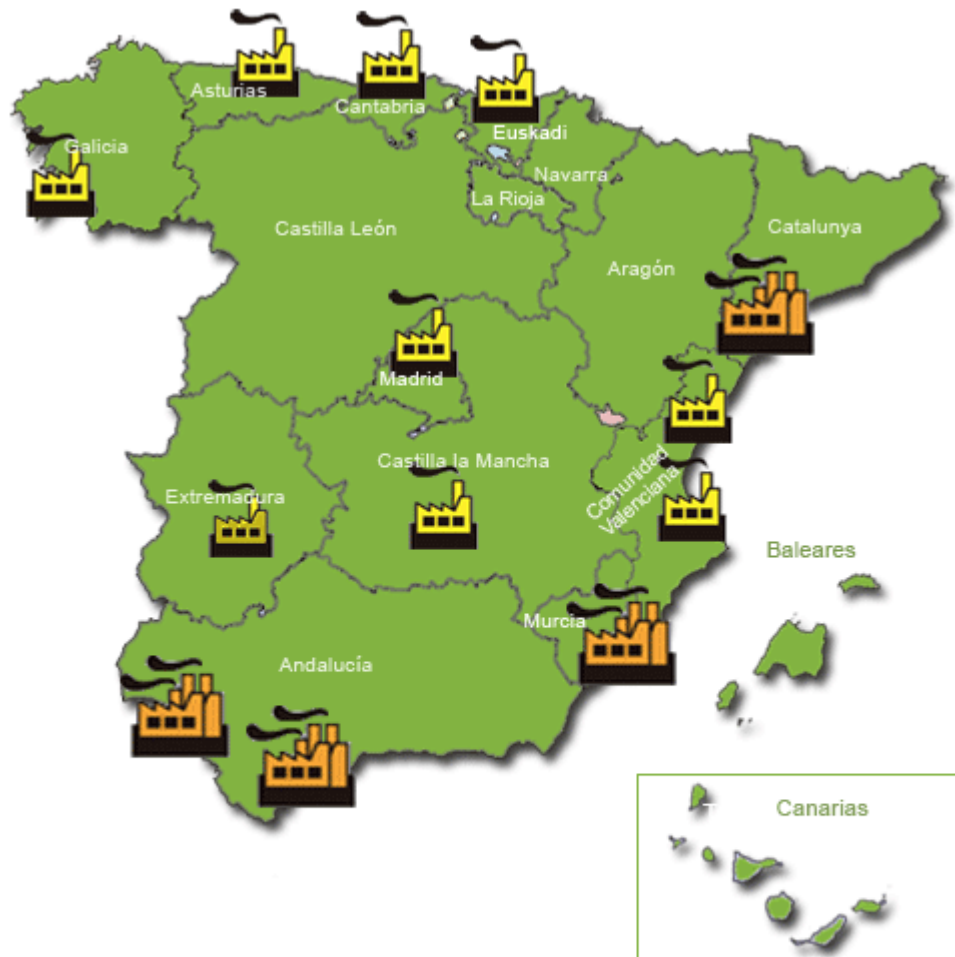 Asturias
Cantabria
Euskadi
Galicia
Navarra
La Rioja
Castilla León
Catalunya
Aragón
Madrid
Castilla la Mancha
Comunidad
Valenciana
Extremadura
Baleares
Murcia
Andalucía
Canarias